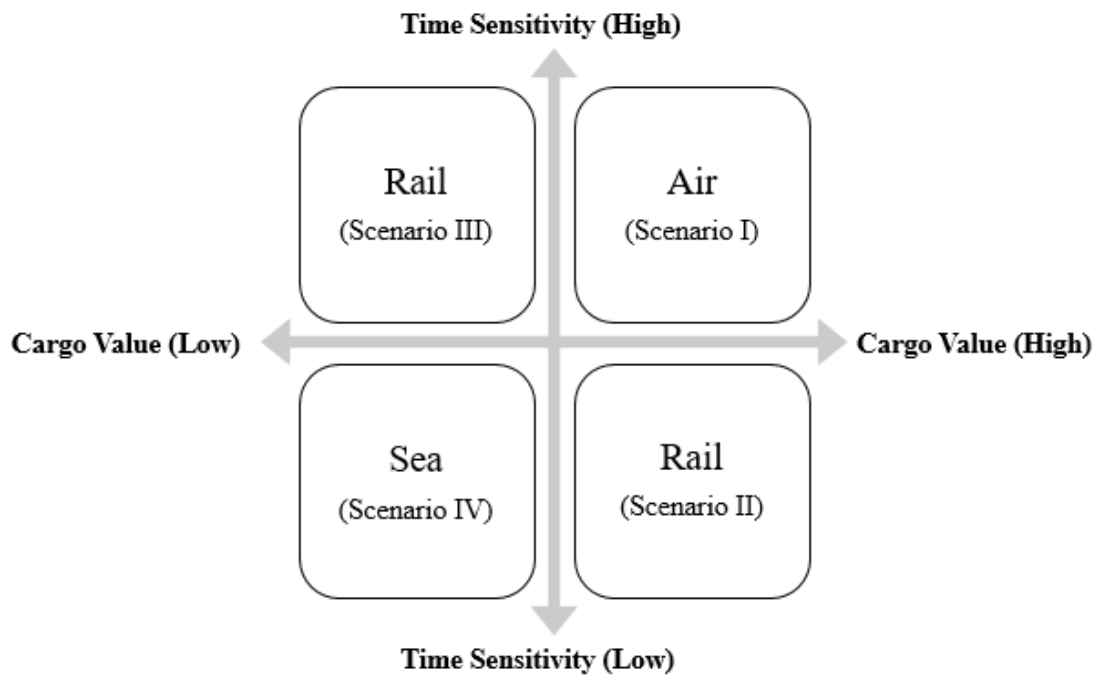 Time Sensitivity (High)
Rail
(Scenario III)
Air
(Scenario I)
Cargo Value (Low)
Cargo Value (High)
Sea
(Scenario IV)
Rail
(Scenario II)
Time Sensitivity (Low)